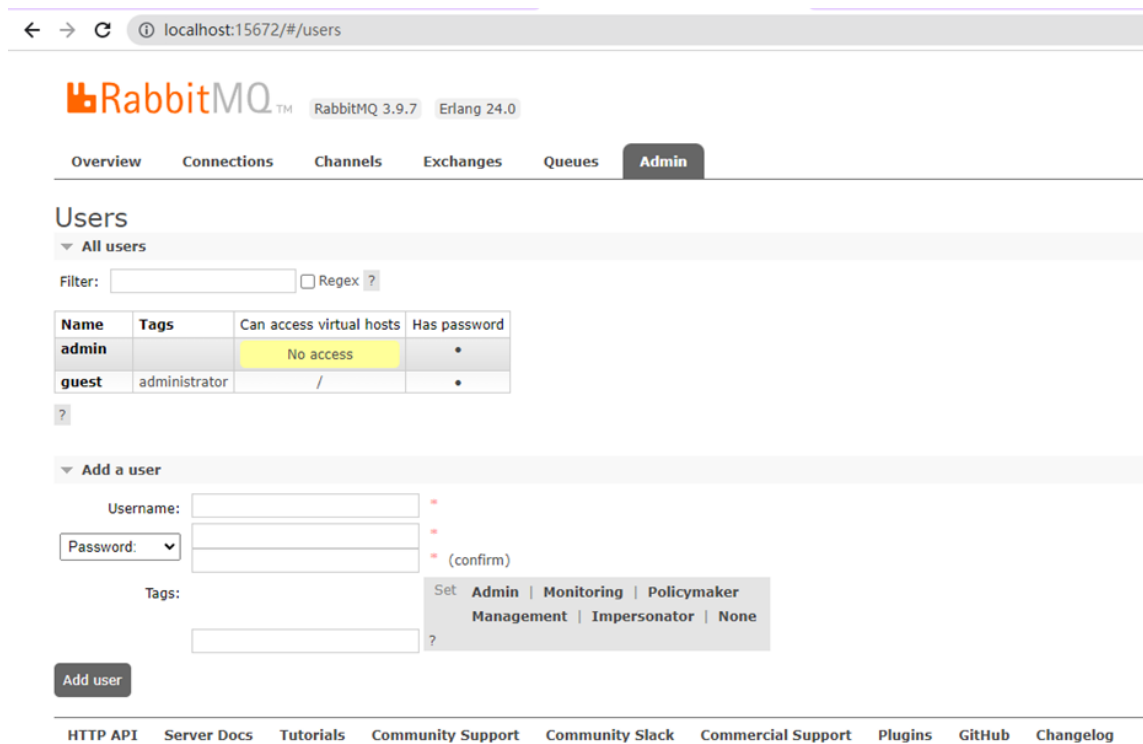 localhost:15672/#/users
RabbitMQ TM RabbitMQ 3.9.7 Erlang 24.0
Overview Connections Channels Exchanges Queues Admin
Users
All users
Filter: Regex ?
Name Tags Can access virtual hosts Has password
admin No access •
guest administrator / •
?
Add a user
Username: *
Password: *
* (confirm)
Tags: Set Admin | Monitoring | Policymaker
Management | Impersonator | None
?
Add user
HTTP API Server Docs Tutorials Community Support Community Slack Commercial Support Plugins GitHub Changelog